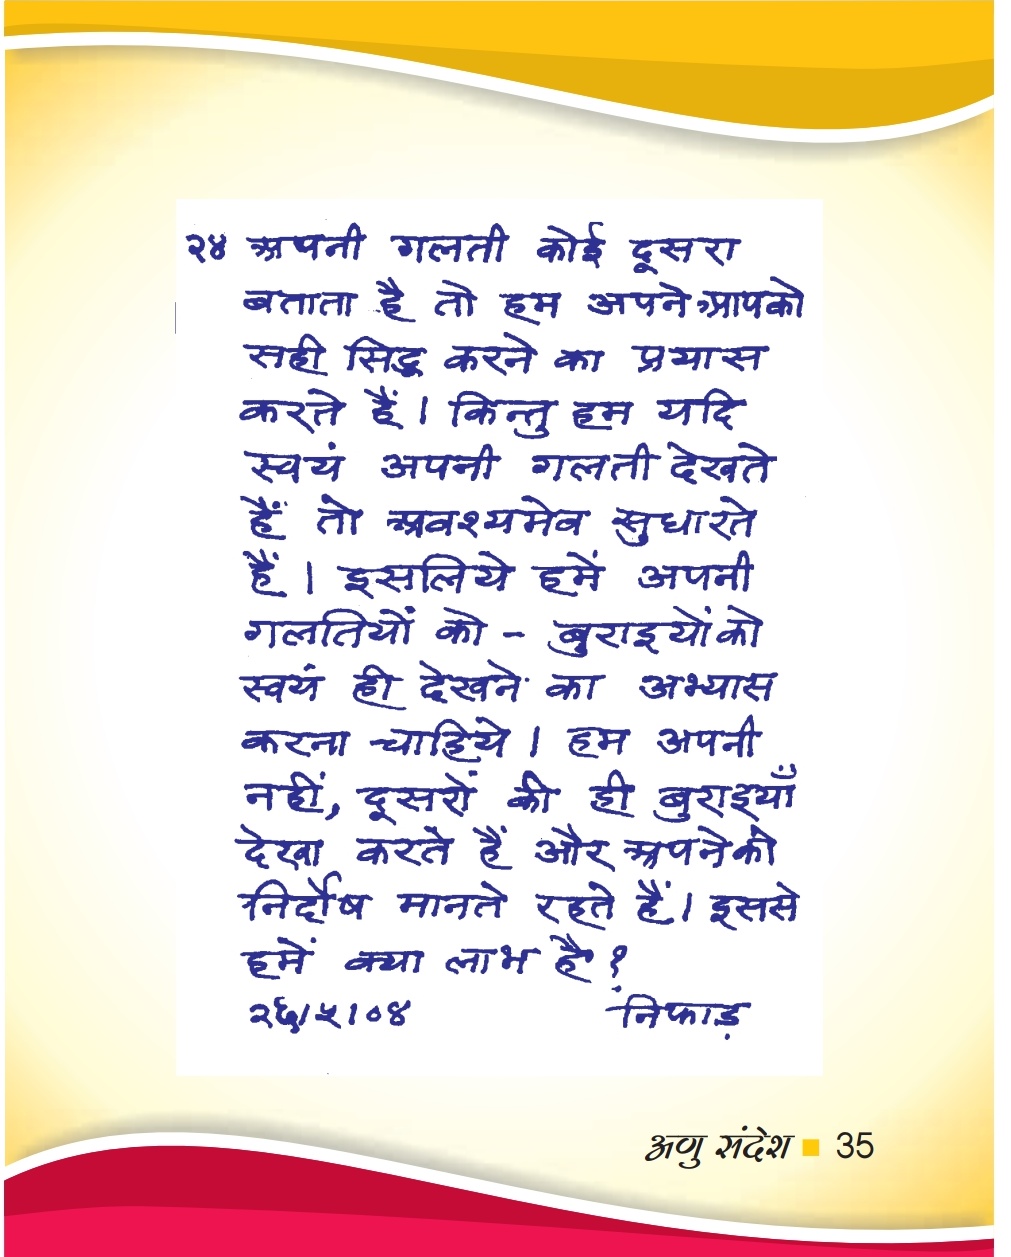 २४ अपनी गलती कोई दूसरा
बताता है तो हम अपने आपको
सही सिद्ध करने का प्रयास
करते हैं। किन्तु हम यदि
स्वयं अपनी गलती देखते
हैं तो अवश्यमेव सुधारते
हैं। इसलिये हमें अपनी
गलतियों को - बुराइयों को
स्वयं ही देखने का अभ्यास
करना चाहिये। हम अपनी
नहीं, दूसरों की ही बुराइयाँ
देखा करते हैं और अपने को
निर्दोष मानते रहते हैं। इससे
हमें क्या लाभ है?
२६।५।०४ निफाड़
अणु संदेश ■ 35